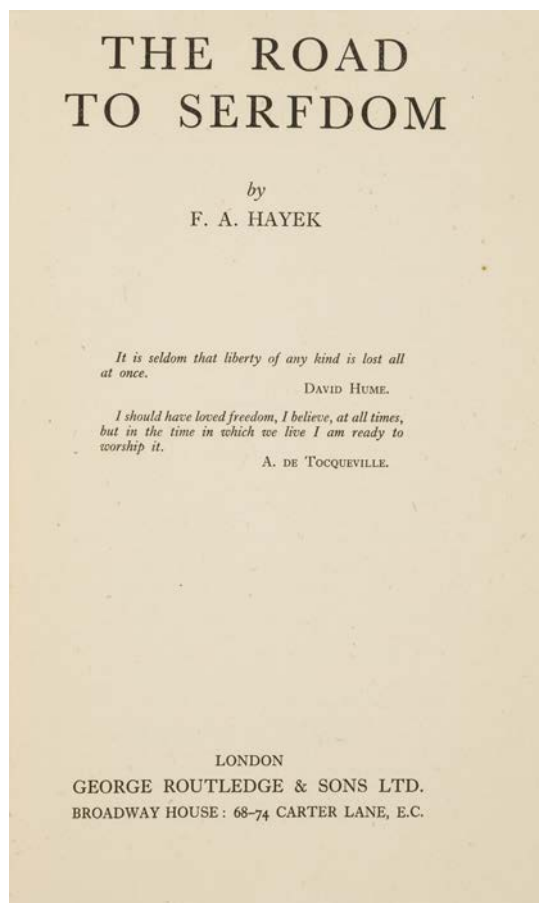 THE ROAD
TO SERFDOM
by
F. A. HAYEK
It is seldom that liberty of any kind is lost all
at once.
DAVID HUME.
I should have loved freedom, I believe, at all times,
but in the time in which we live I am ready to
worship it.
A. DE TOCQUEVILLE.
LONDON
GEORGE ROUTLEDGE & SONS LTD.
BROADWAY HOUSE: 68–74 CARTER LANE, E.C.